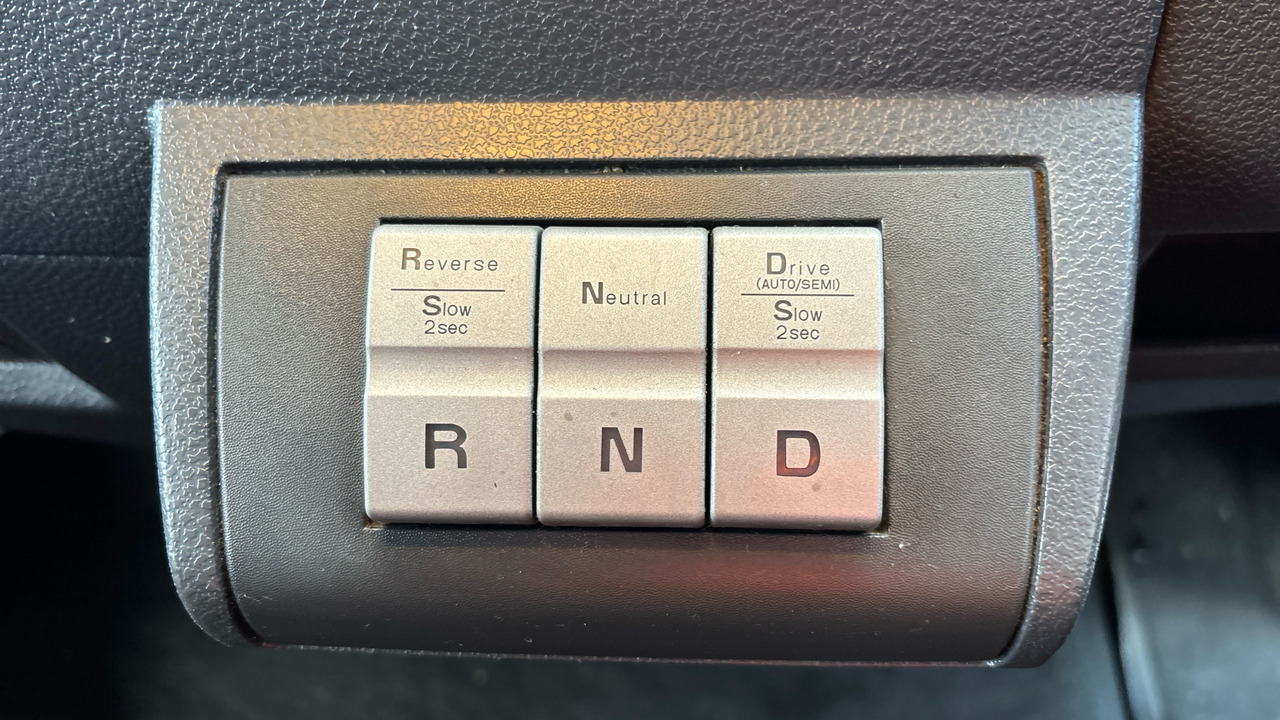 Reverse
Slow
2sec
R
Neutral
N
Drive
(AUTO/SEMI)
Slow
2sec
D